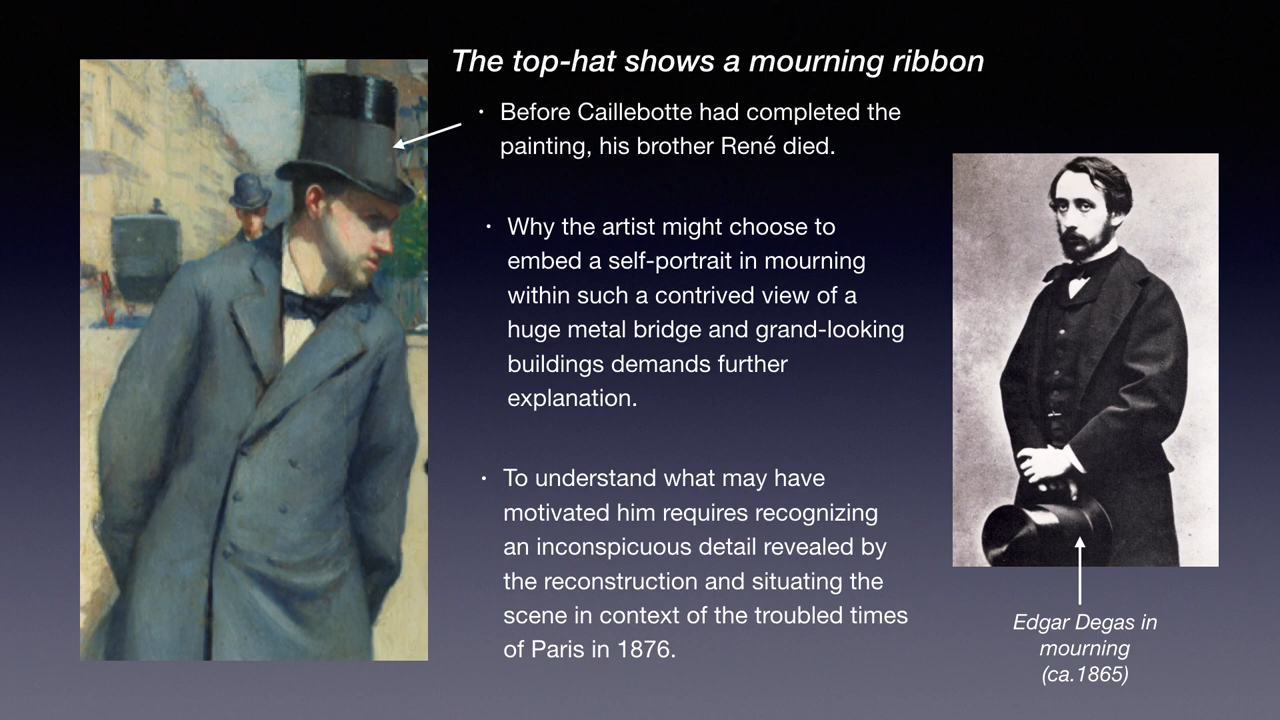 The top-hat shows a mourning ribbon
• Before Caillebotte had completed the
painting, his brother René died.
• Why the artist might choose to
embed a self-portrait in mourning
within such a contrived view of a
huge metal bridge and grand-looking
buildings demands further
explanation.
• To understand what may have
motivated him requires recognizing
an inconspicuous detail revealed by
the reconstruction and situating the
scene in context of the troubled times
of Paris in 1876.
Edgar Degas in
mourning
(ca.1865)